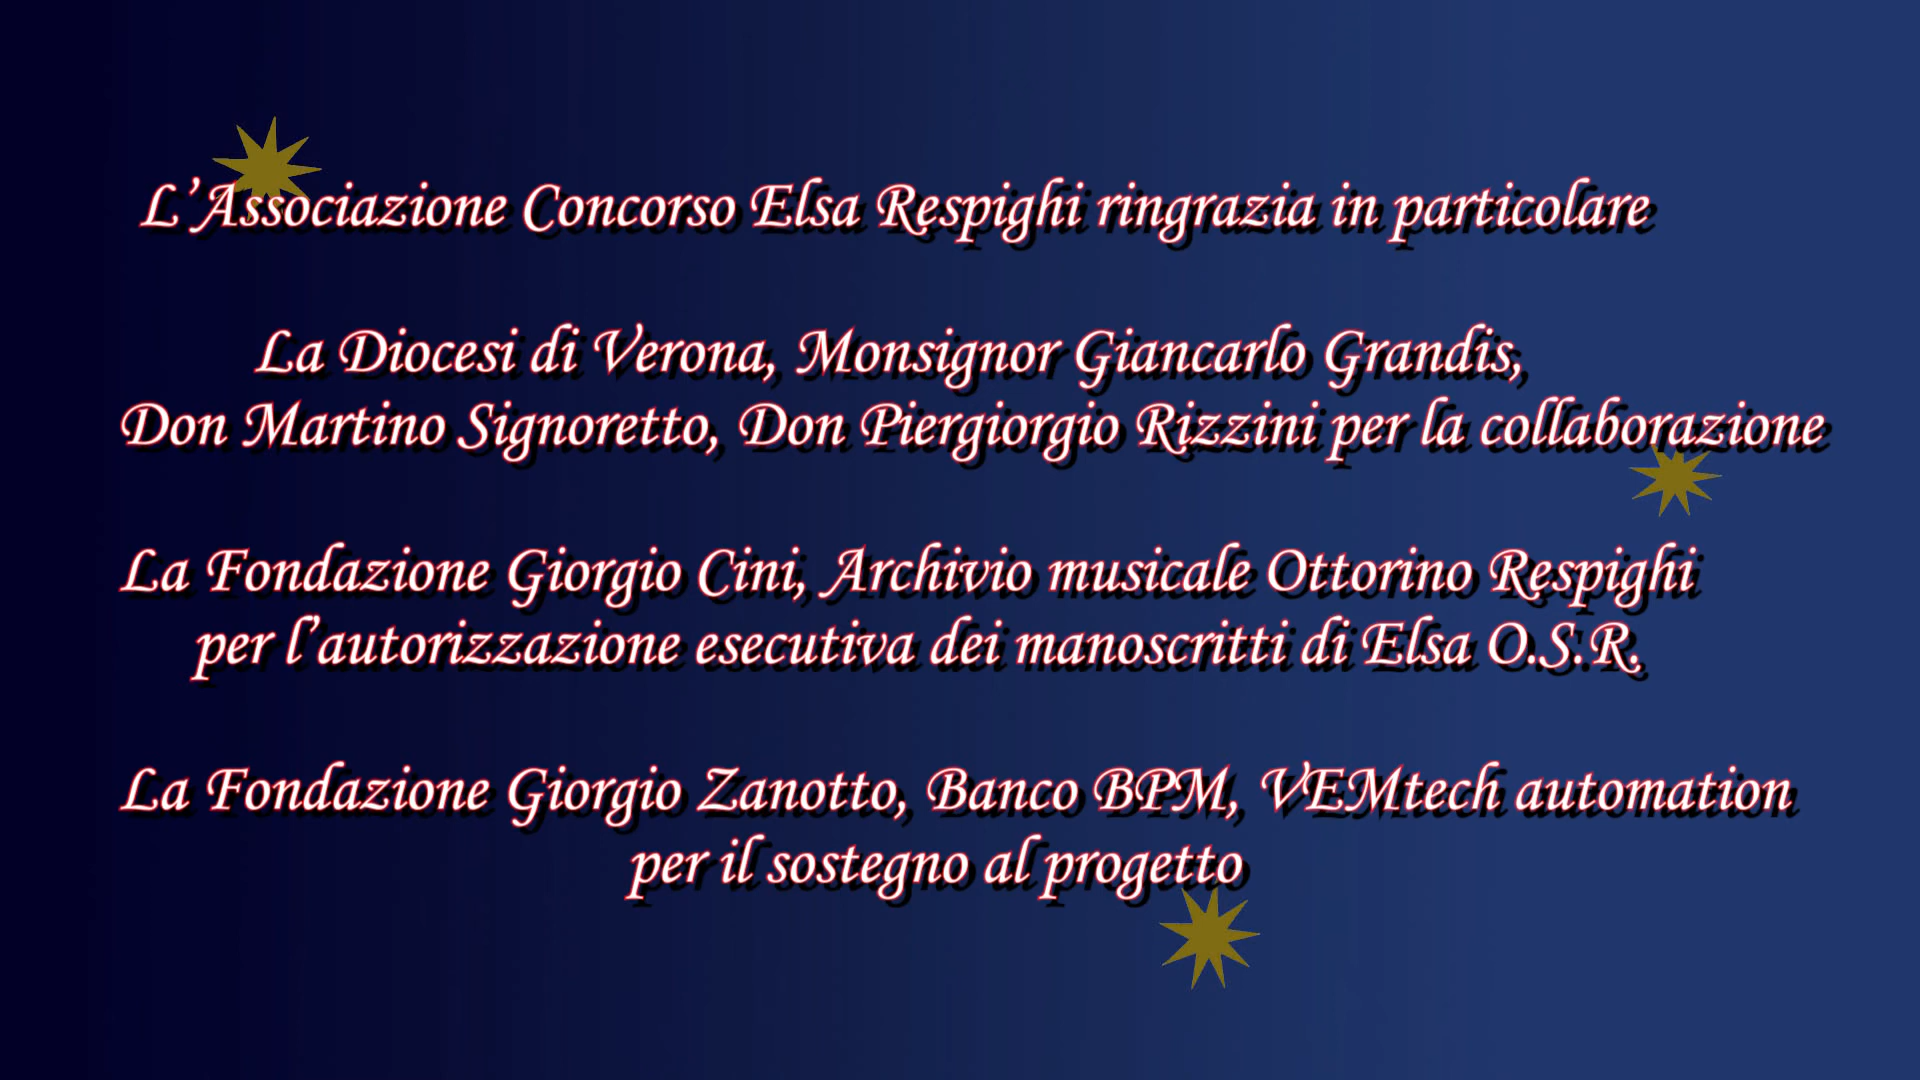 L’Associazione Concorso Elsa Respighi ringrazia in particolare
La Diocesi di Verona, Monsignor Giancarlo Grandis,
Don Martino Signoretto, Don Piergiorgio Rizzini per la collaborazione
La Fondazione Giorgio Cini, Archivio musicale Ottorino Respighi
per l’autorizzazione esecutiva dei manoscritti di Elsa O.S.R.
La Fondazione Giorgio Zanotto, Banco BPM, VEMtech automation
per il sostegno al progetto